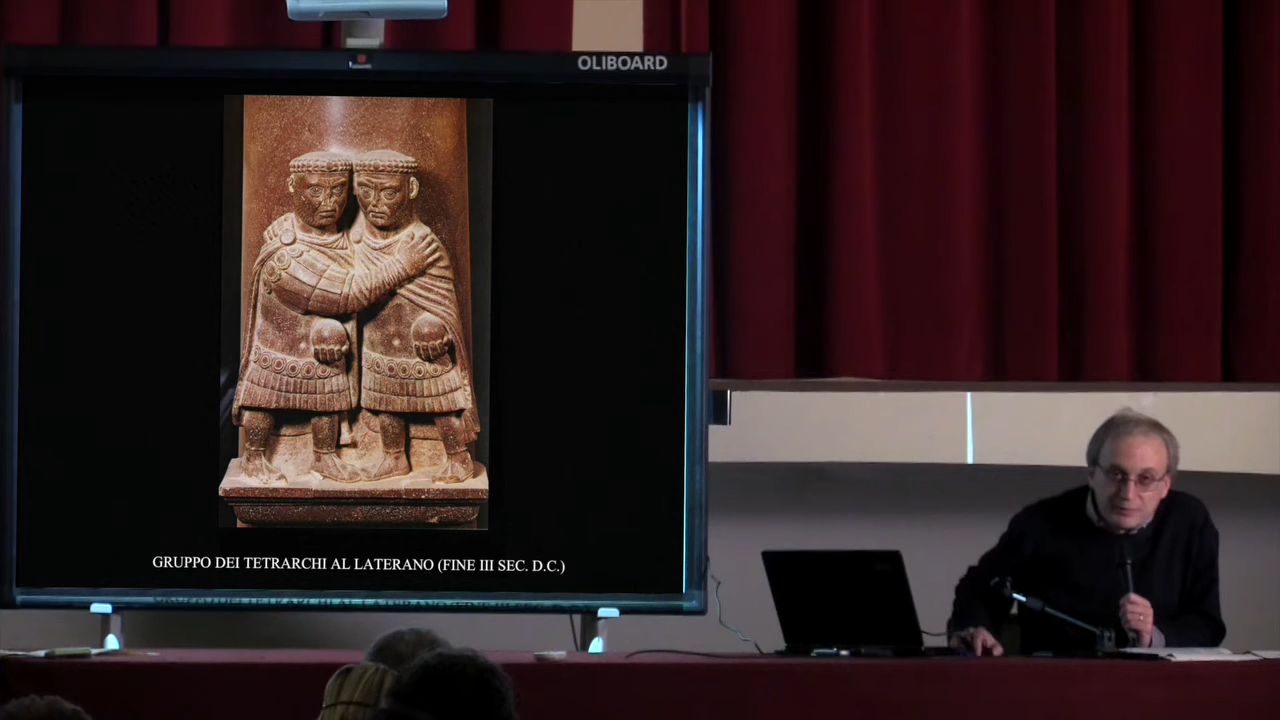 OLIBOARD
GRUPPO DEI TETRARCHI AL LATERANO (FINE III SEC. D.C.)